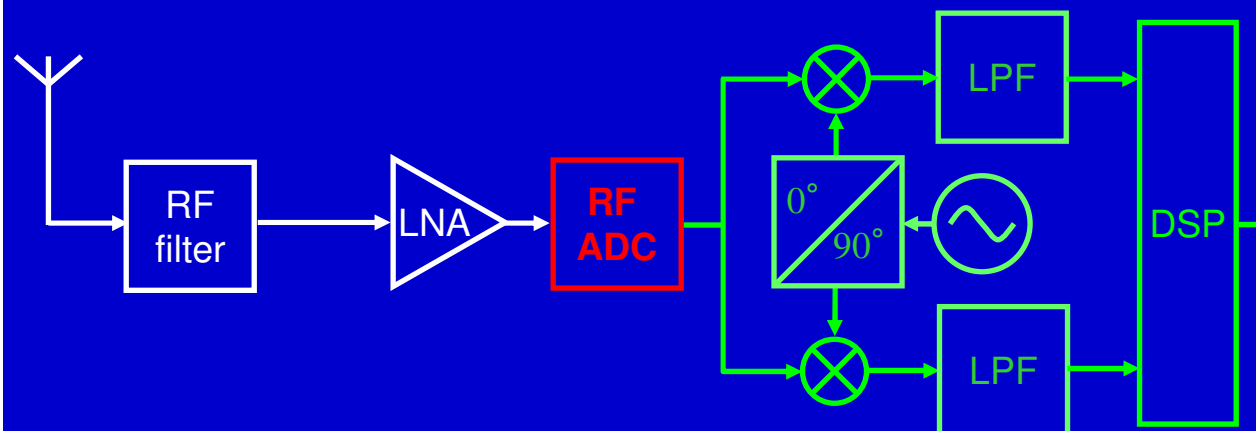 RF
filter
LNA
RF
ADC
0°
90°
LPF
LPF
DSP